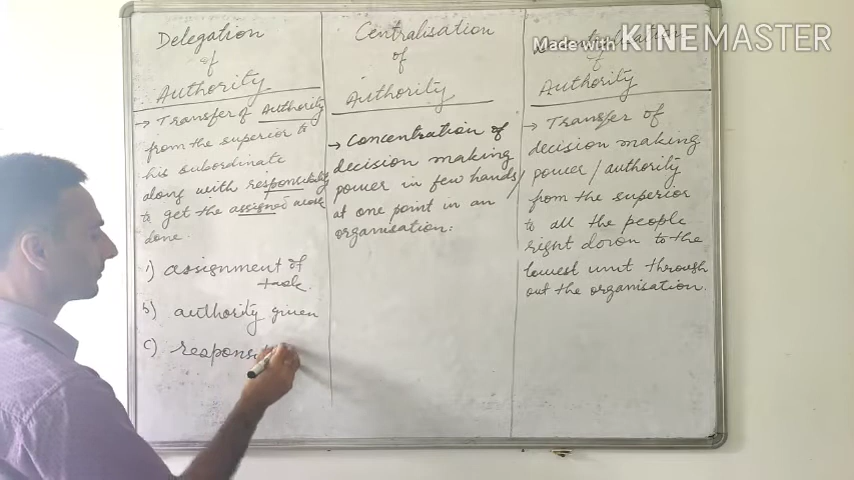 Delegation
of
Authority
→ Transfer of Authority
from the superior to
his subordinate
along with responsibility
to get the assigned work
done.
1) assignment of
task.
b) authority given
c) respons
Centralisation
of
Authority
→ Concentration of
decision making
power in few hands/
at one point in an
organisation.
Made with KINEMASTER
of
Authority
→ Transfer of
decision making
power/authority
from the superior
to all the people
right down to the
lowest unit through
out the organisation.